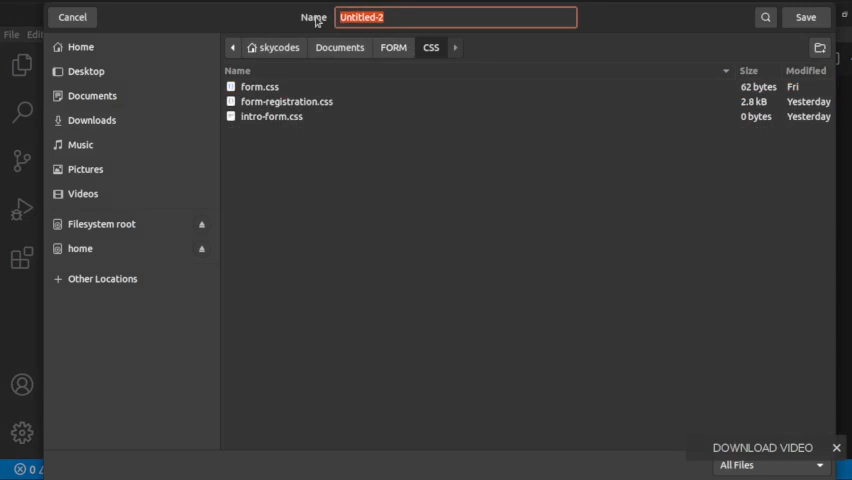 Cancel
Name
Untitled-2
Save
File
Home
skycodes
Documents
FORM
CSS
Desktop
Name
Size
Modified
form.css
62 bytes
Fri
Documents
form-registration.css
2.8 kB
Yesterday
Downloads
intro-form.css
0 bytes
Yesterday
Music
Pictures
Videos
Filesystem root
home
+ Other Locations
DOWNLOAD VIDEO
0
All Files